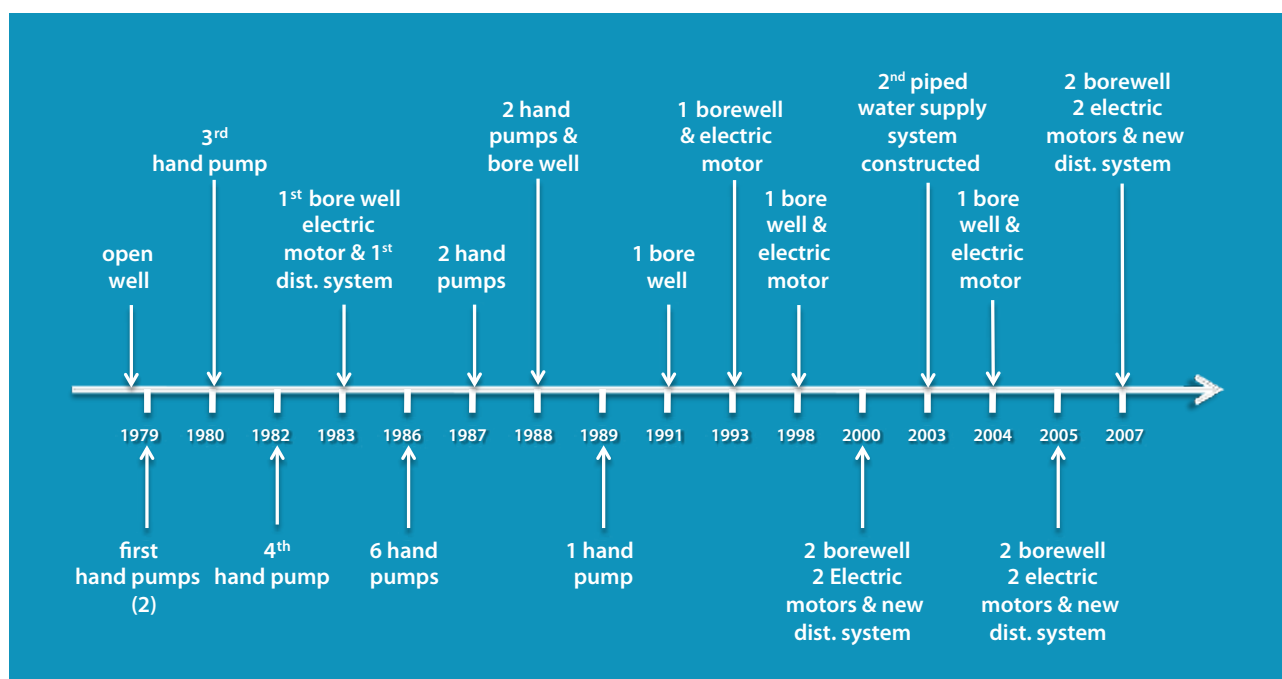 open
well
3rd
hand pump
1st bore well
electric
motor & 1st
dist. system
2 hand
pumps
2 hand
pumps &
bore well
1 bore
well
1 borewell
& electric
motor
1 bore
well &
electric
motor
2nd piped
water supply
system
constructed
1 bore
well &
electric
motor
2 borewell
2 electric
motors & new
dist. system
1979 1980 1982 1983 1986 1987 1988 1989 1991 1993 1998 2000 2003 2004 2005 2007
first
hand pumps
(2)
4th
hand pump
6 hand
pumps
1 hand
pump
2 borewell
2 Electric
motors & new
dist. system
2 borewell
2 electric
motors & new
dist. system